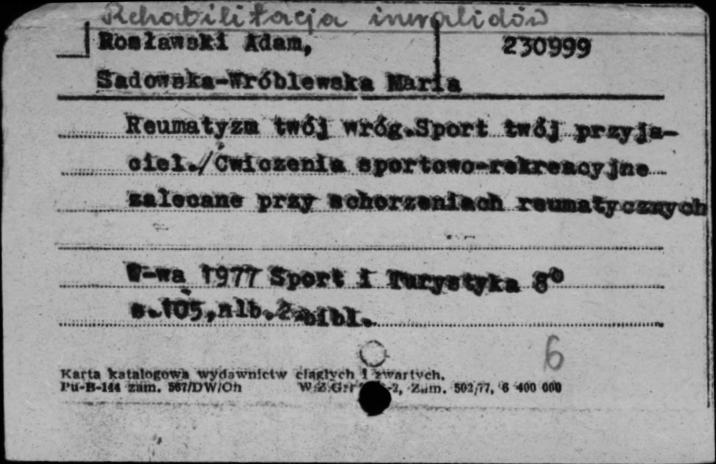 Rehabilitacja inwalidów
Rosławski Adam, 230999
Sadowska-Wróblewska Maria
Reumatyzm twój wróg.Sport twój przyja-
ciel./Ćwiczenia sportowo-rekreacyjne
zalecane przy schorzeniach reumatycznych
W-wa 1977 Sport i Turystyka 8°
s.105,nlb.2 bibl.
6
Karta katalogowa wydawnictw ciągłych i zwartych.
Pu-B-144 zam. 567/DW/Oh W.Z.Gr -2, Zam. 502/77, 6 400 000